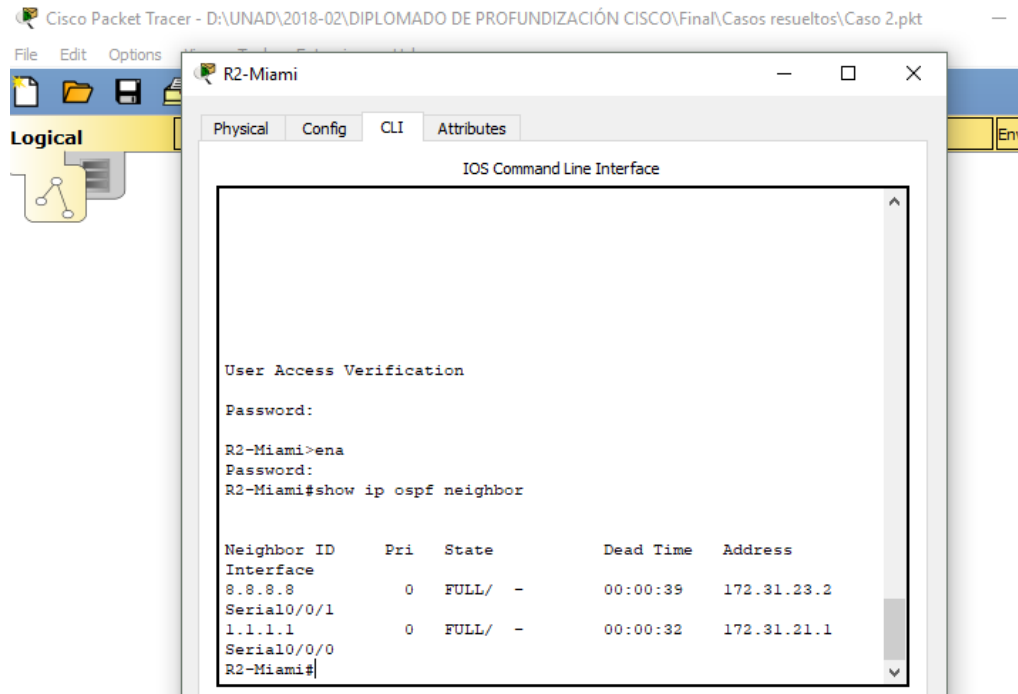 Cisco Packet Tracer - D:\UNAD\2018-02\DIPLOMADO DE PROFUNDIZACIÓN CISCO\Final\Casos resueltos\Caso 2.pkt
File Edit Options
R2-Miami
Physical Config CLI Attributes
Logical
IOS Command Line Interface
User Access Verification
Password:
R2-Miami>ena
Password:
R2-Miami#show ip ospf neighbor
Neighbor ID Pri State Dead Time Address
Interface
8.8.8.8 0 FULL/ - 00:00:39 172.31.23.2
Serial0/0/1
1.1.1.1 0 FULL/ - 00:00:32 172.31.21.1
Serial0/0/0
R2-Miami#